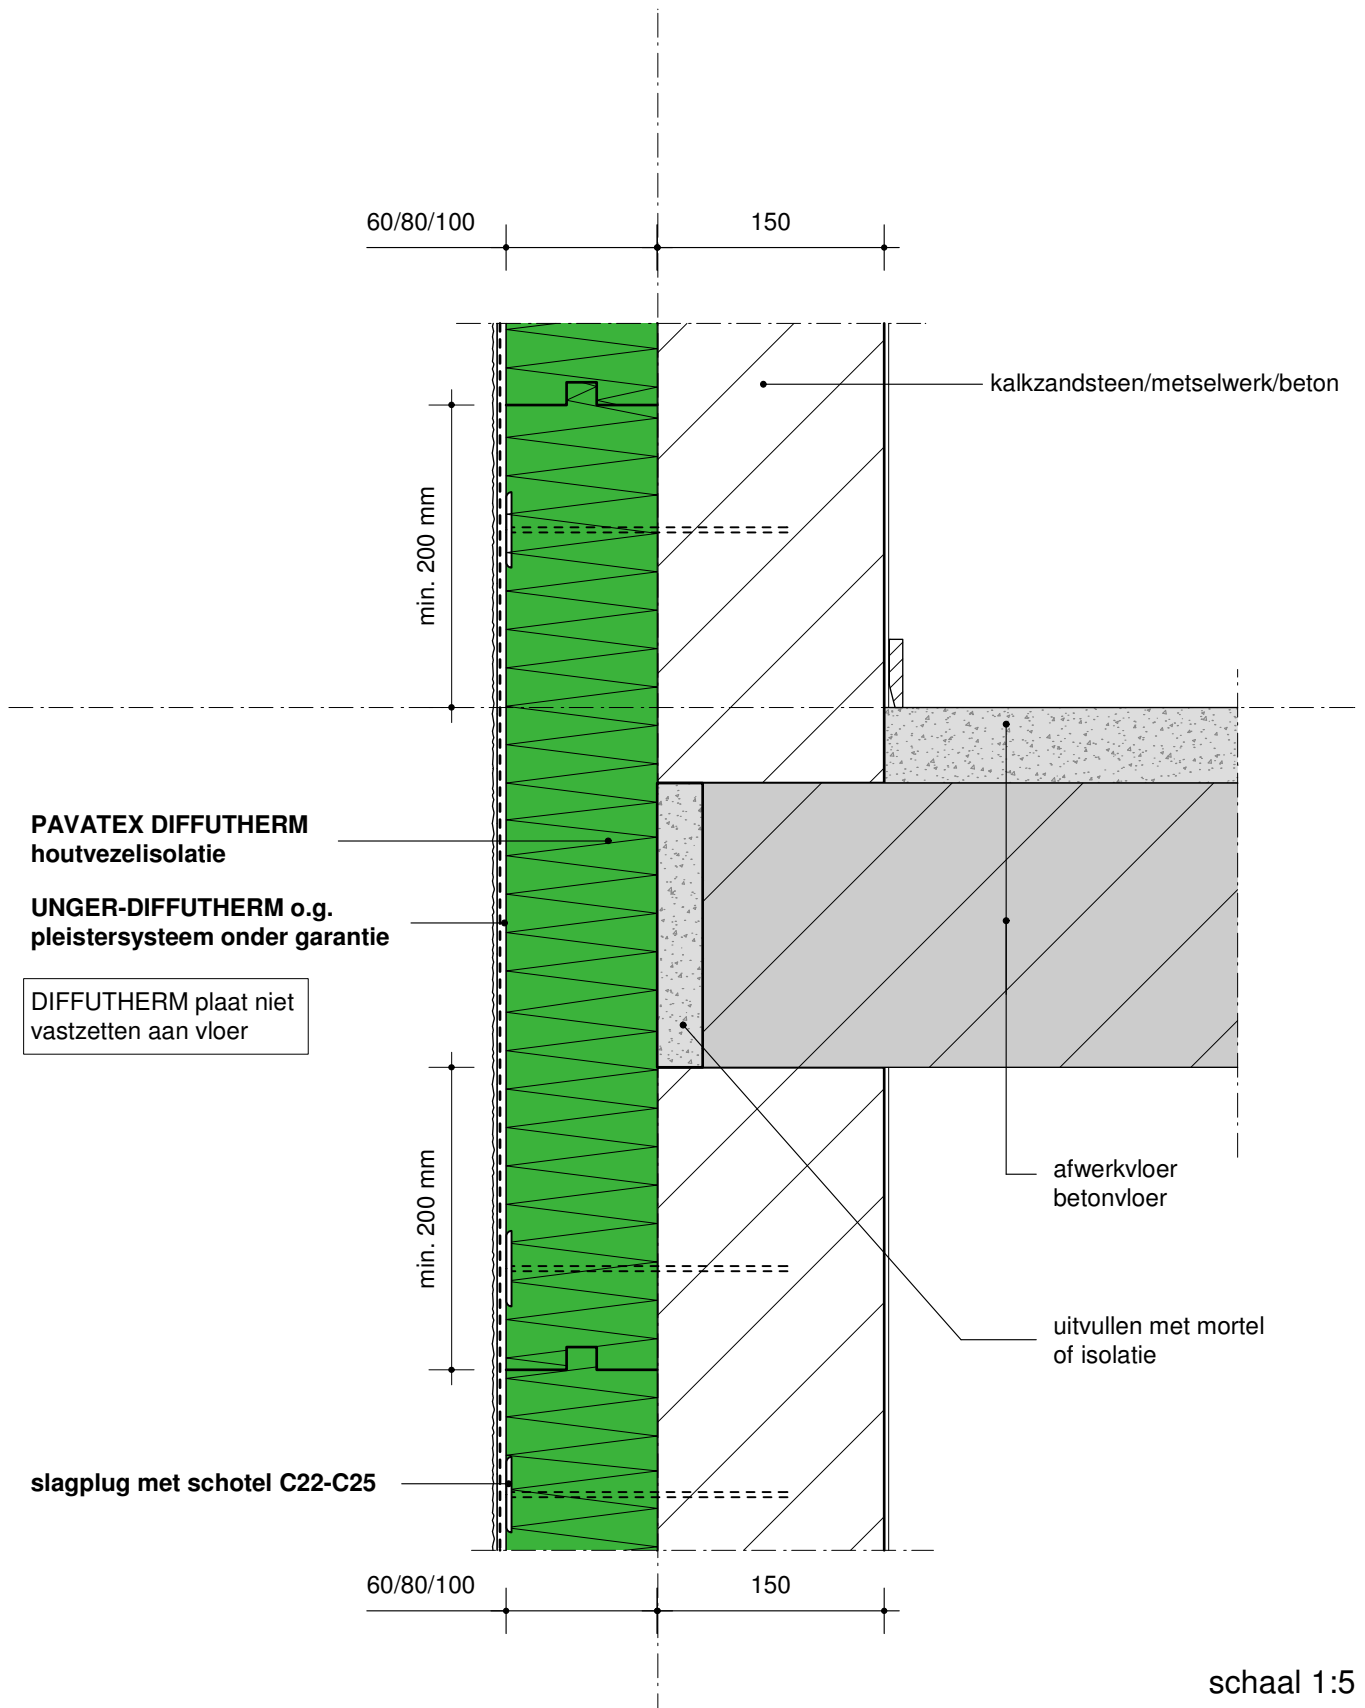 60/80/100
150
kalkzandsteen/metselwerk/beton
min. 200 mm
PAVATEX DIFFUTHERM
houtvezelisolatie
UNGER-DIFFUTHERM o.g.
pleistersysteem onder garantie
DIFFUTHERM plaat niet
vastzetten aan vloer
min. 200 mm
afwerkvloer
betonvloer
uitvullen met mortel
of isolatie
slagplug met schotel C22-C25
60/80/100
150
schaal 1:5